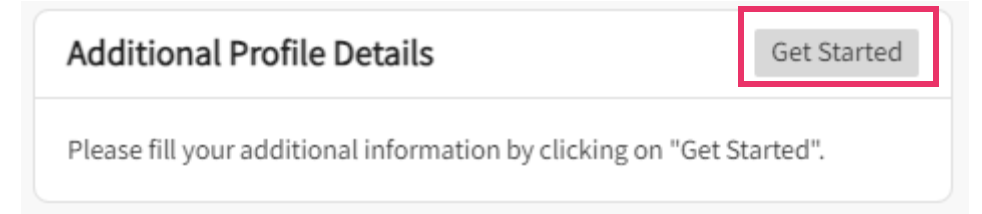 Additional Profile Details
Get Started
Please fill your additional information by clicking on "Get Started".